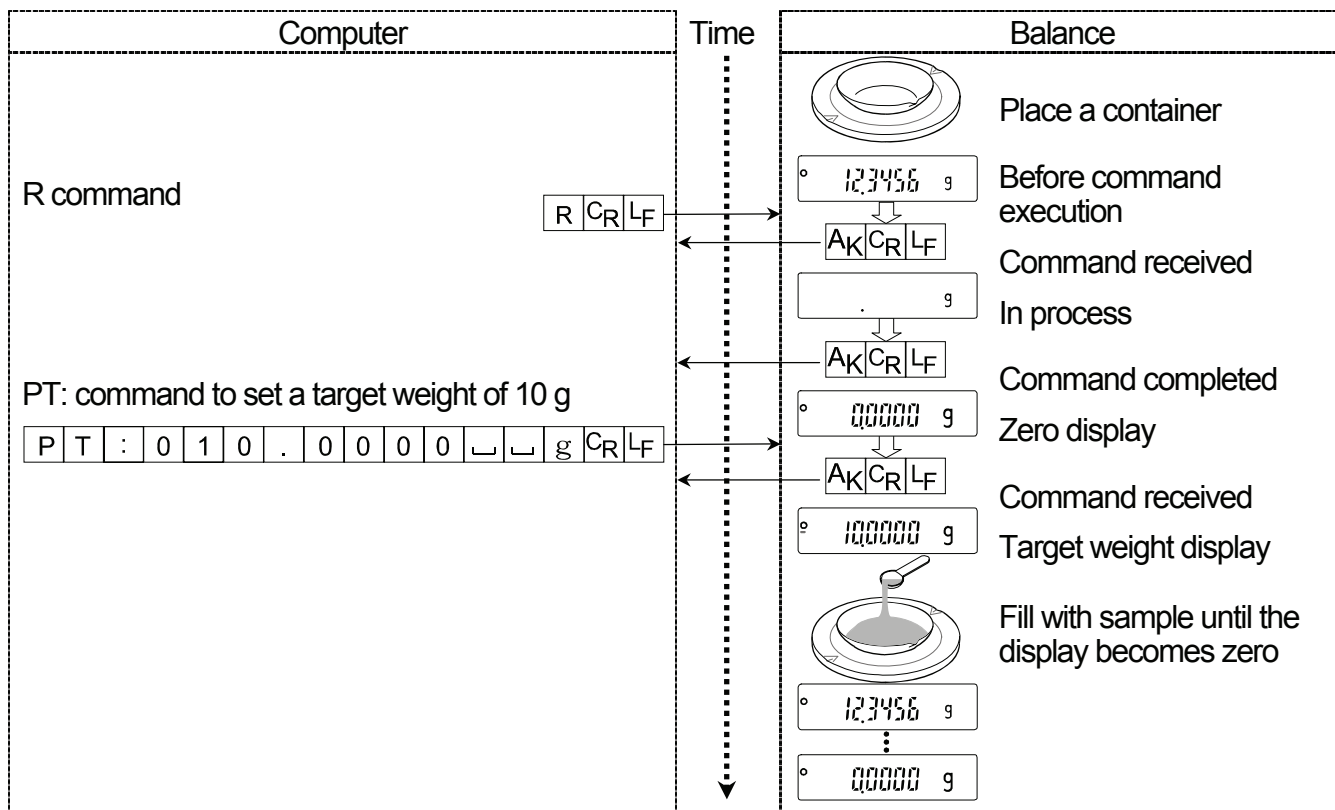 Computer
Time
Balance
Place a container
12.3456 g
Before command
execution
R command
R CR LF
AK CR LF
Command received
. g
In process
AK CR LF
Command completed
PT: command to set a target weight of 10 g
0.0000 g
Zero display
P T : 0 1 0 . 0 0 0 0 ␣ ␣ g CR LF
AK CR LF
Command received
10.0000 g
Target weight display
Fill with sample until the
display becomes zero
12.3456 g
0.0000 g